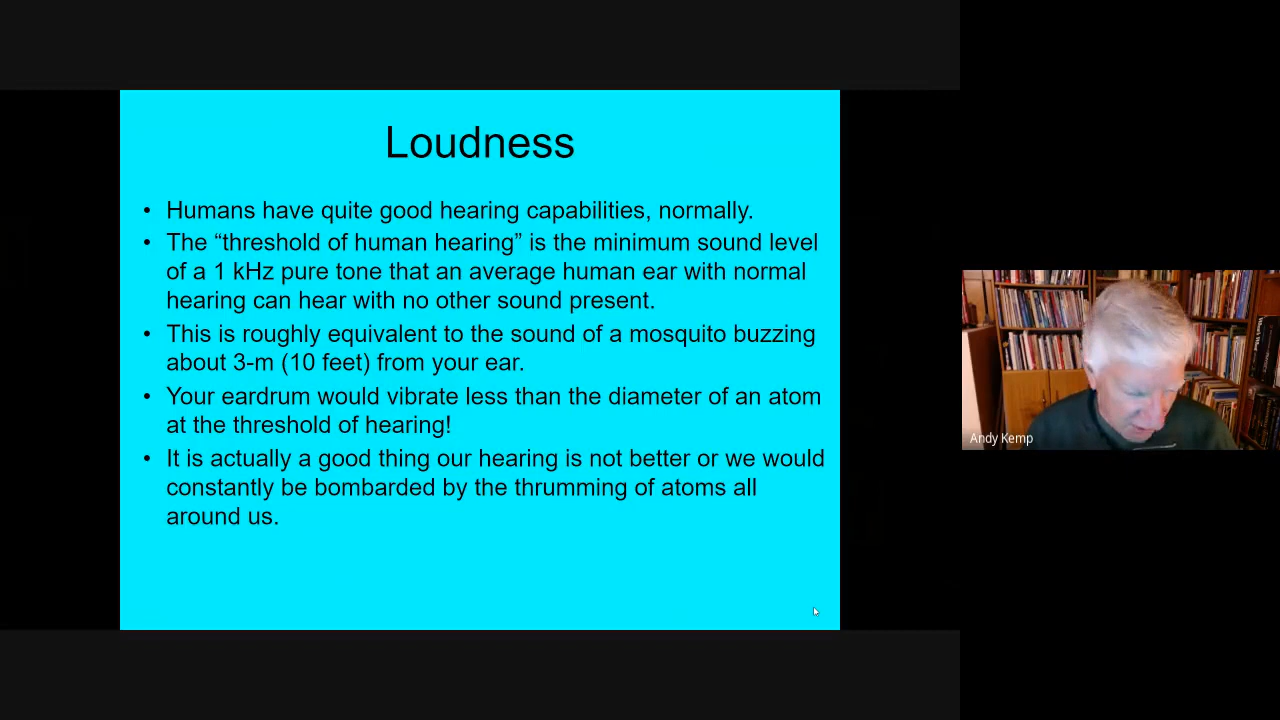 Loudness
• Humans have quite good hearing capabilities, normally.
• The “threshold of human hearing” is the minimum sound level
of a 1 kHz pure tone that an average human ear with normal
hearing can hear with no other sound present.
• This is roughly equivalent to the sound of a mosquito buzzing
about 3-m (10 feet) from your ear.
• Your eardrum would vibrate less than the diameter of an atom
at the threshold of hearing!
• It is actually a good thing our hearing is not better or we would
constantly be bombarded by the thrumming of atoms all
around us.
Andy Kemp